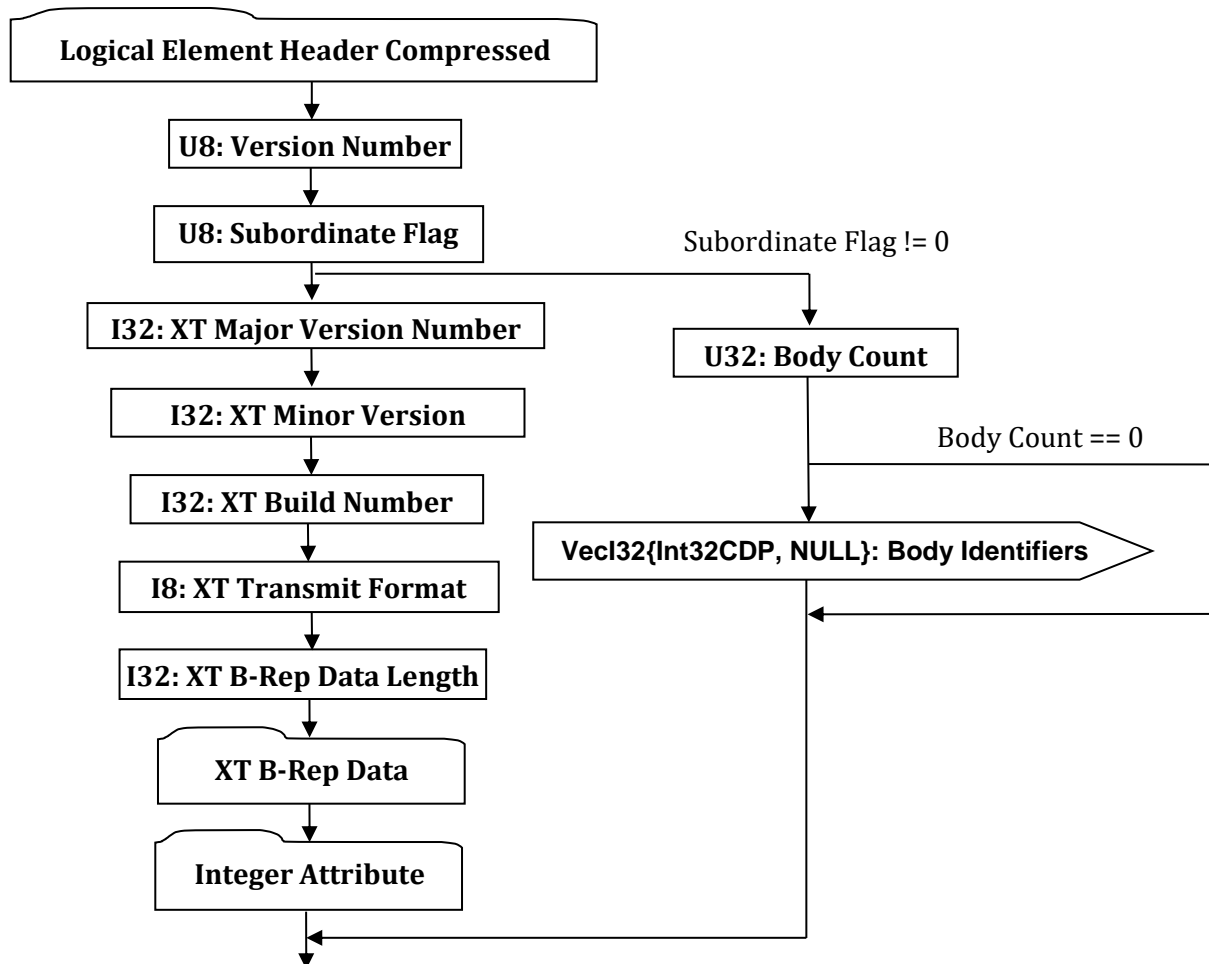 Logical Element Header Compressed
U8: Version Number
U8: Subordinate Flag
Subordinate Flag != 0
I32: XT Major Version Number
U32: Body Count
I32: XT Minor Version
Body Count == 0
I32: XT Build Number
VecI32{Int32CDP, NULL}: Body Identifiers
I8: XT Transmit Format
I32: XT B-Rep Data Length
XT B-Rep Data
Integer Attribute